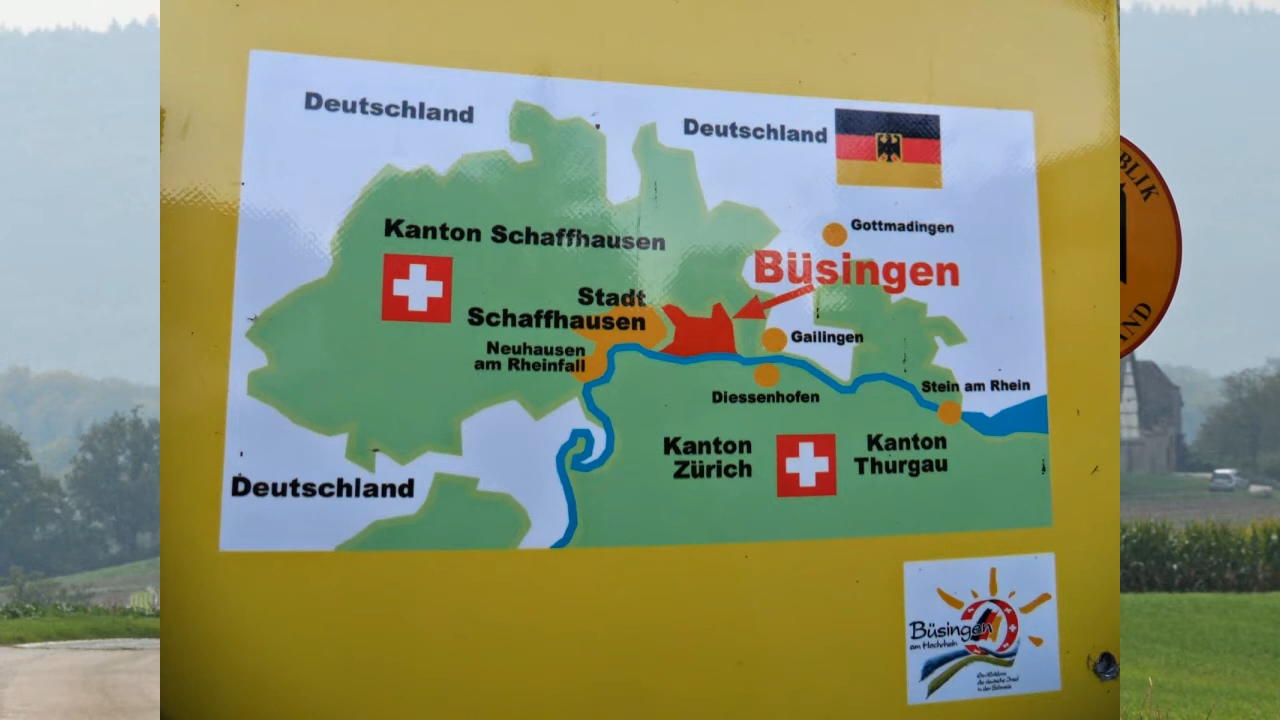 Deutschland
Deutschland
Gottmadingen
Kanton Schaffhausen
Büsingen
Stadt
Schaffhausen
Neuhausen
am Rheinfall
Gailingen
Diessenhofen
Stein am Rhein
Kanton
Zürich
Kanton
Thurgau
Deutschland
Büsingen
am Hochrhein